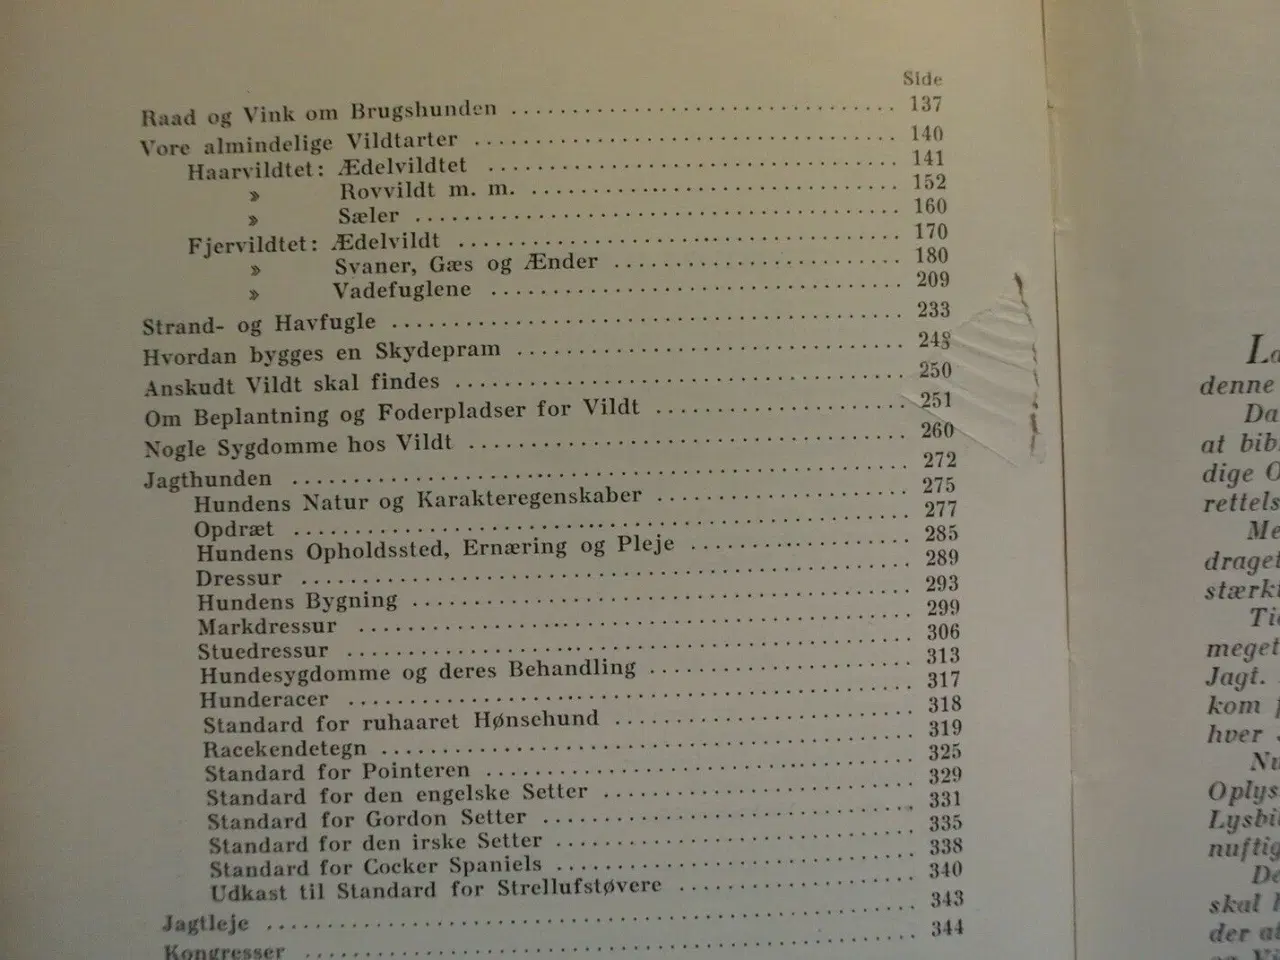 Side
Raad og Vink om Brugshunden ........ 137
Vore almindelige Vildtarter ........ 140
Haarvildtet: Ædelvildtet ........ 141
» Rovvildt m. m. ........ 152
» Sæler ........ 160
Fjervildtet: Ædelvildt ........ 170
» Svaner, Gæs og Ænder ........ 180
» Vadefuglene ........ 209
Strand- og Havfugle ........ 233
Hvordan bygges en Skydepram ........ 248
Anskudt Vildt skal findes ........ 250
Om Beplantning og Foderpladser for Vildt ........ 251
Nogle Sygdomme hos Vildt ........ 260
Jagthunden ........ 272
Hundens Natur og Karakteregenskaber ........ 275
Opdræt ........ 277
Hundens Opholdssted, Ernæring og Pleje ........ 285
Dressur ........ 289
Hundens Bygning ........ 293
Markdressur ........ 299
Stuedressur ........ 306
Hundesygdomme og deres Behandling ........ 313
Hunderacer ........ 317
Standard for ruhaaret Hønsehund ........ 318
Racekendetegn ........ 319
Standard for Pointeren ........ 325
Standard for den engelske Setter ........ 329
Standard for Gordon Setter ........ 331
Standard for den irske Setter ........ 335
Standard for Cocker Spaniels ........ 338
Udkast til Standard for Strellufstøvere ........ 340
Jagtleje ........ 343
Kongresser ........ 344
denne
at
dige
meget
Jagt.
kom
hver
skal
der